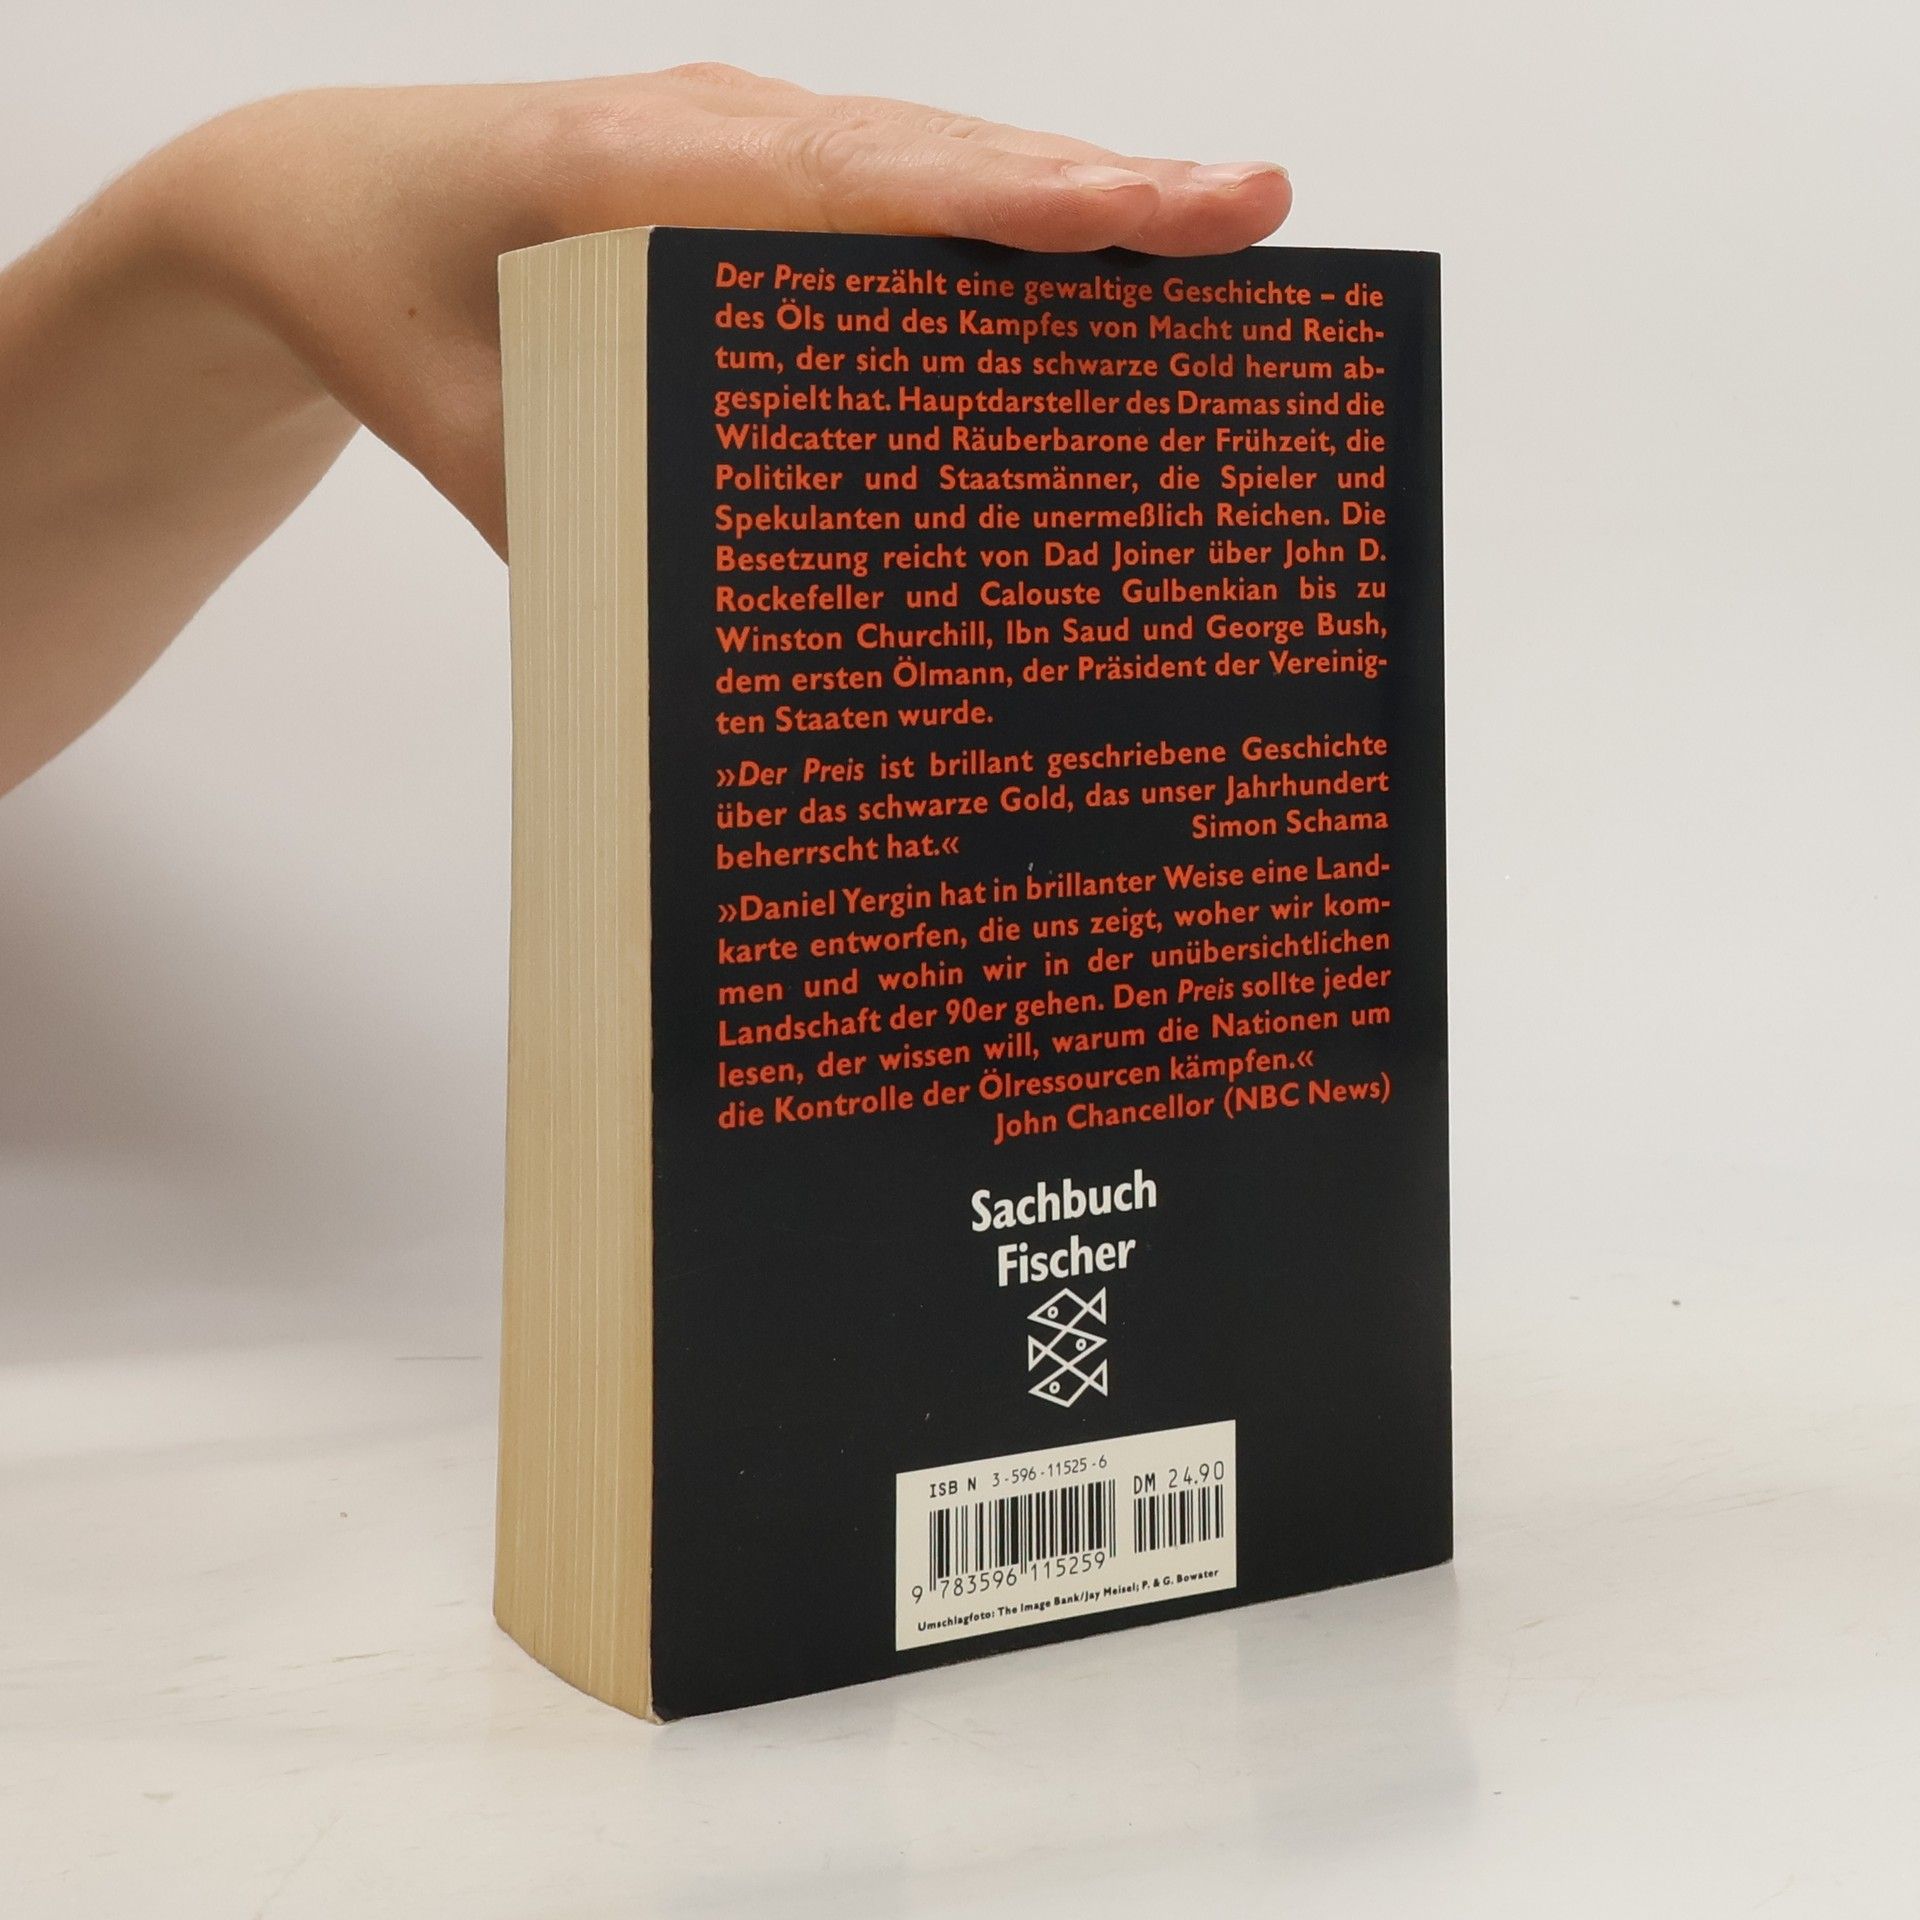 Der Preis erzählt eine gewaltige Geschichte – die
des Öls und des Kampfes von Macht und Reich-
tum, der sich um das schwarze Gold herum ab-
gespielt hat. Hauptdarsteller des Dramas sind die
Wildcatter und Räuberbarone der Frühzeit, die
Politiker und Staatsmänner, die Spieler und
Spekulanten und die unermeßlich Reichen. Die
Besetzung reicht von Dad Joiner über John D.
Rockefeller und Calouste Gulbenkian bis zu
Winston Churchill, Ibn Saud und George Bush,
dem ersten Ölmann, der Präsident der Vereinig-
ten Staaten wurde.
»Der Preis ist brillant geschriebene Geschichte
über das schwarze Gold, das unser Jahrhundert
beherrscht hat.« Simon Schama
»Daniel Yergin hat in brillanter Weise eine Land-
karte entworfen, die uns zeigt, woher wir kom-
men und wohin wir in der unübersichtlichen
Landschaft der 90er gehen. Den Preis sollte jeder
lesen, der wissen will, warum die Nationen um
die Kontrolle der Ölressourcen kämpfen.«
John Chancellor (NBC News)
Sachbuch
Fischer
ISBN 3-596-11525-6 DM 24.90
9 783596 115259
Umschlagfoto: The Image Bank/Jay Meisel; P. & G. Bowater